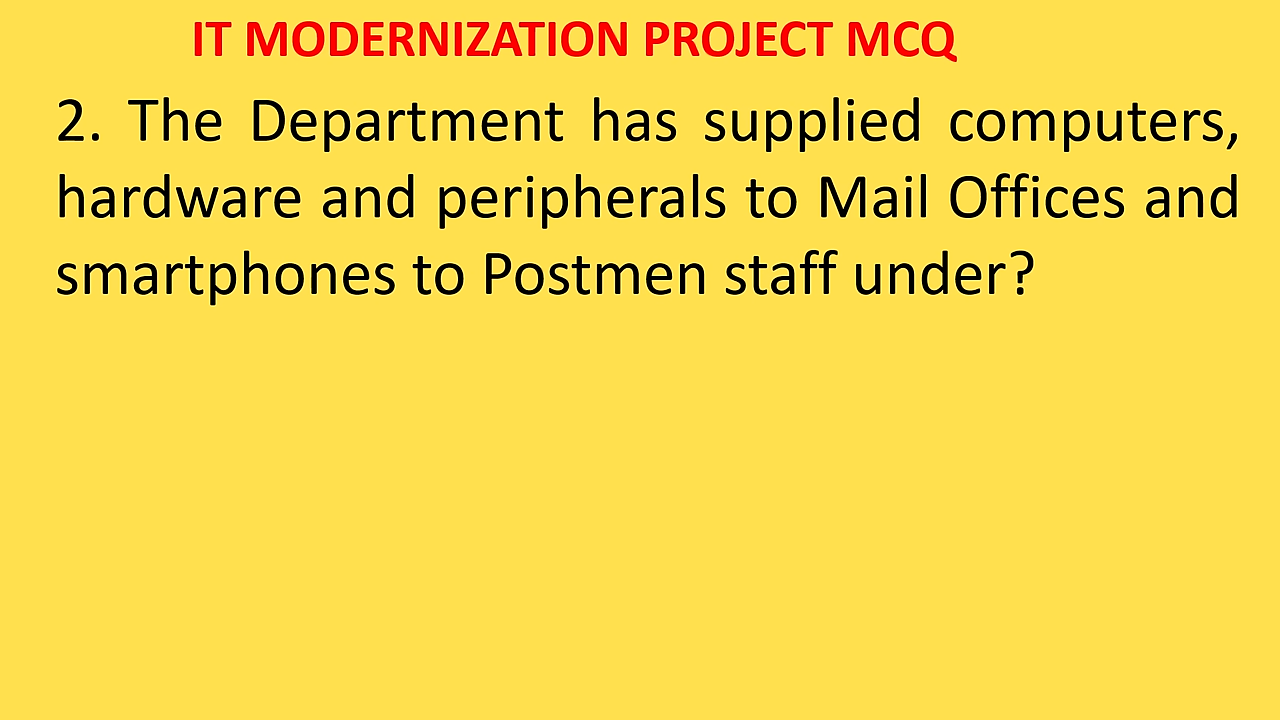 IT MODERNIZATION PROJECT MCQ
2. The Department has supplied computers,
hardware and peripherals to Mail Offices and
smartphones to Postmen staff under?